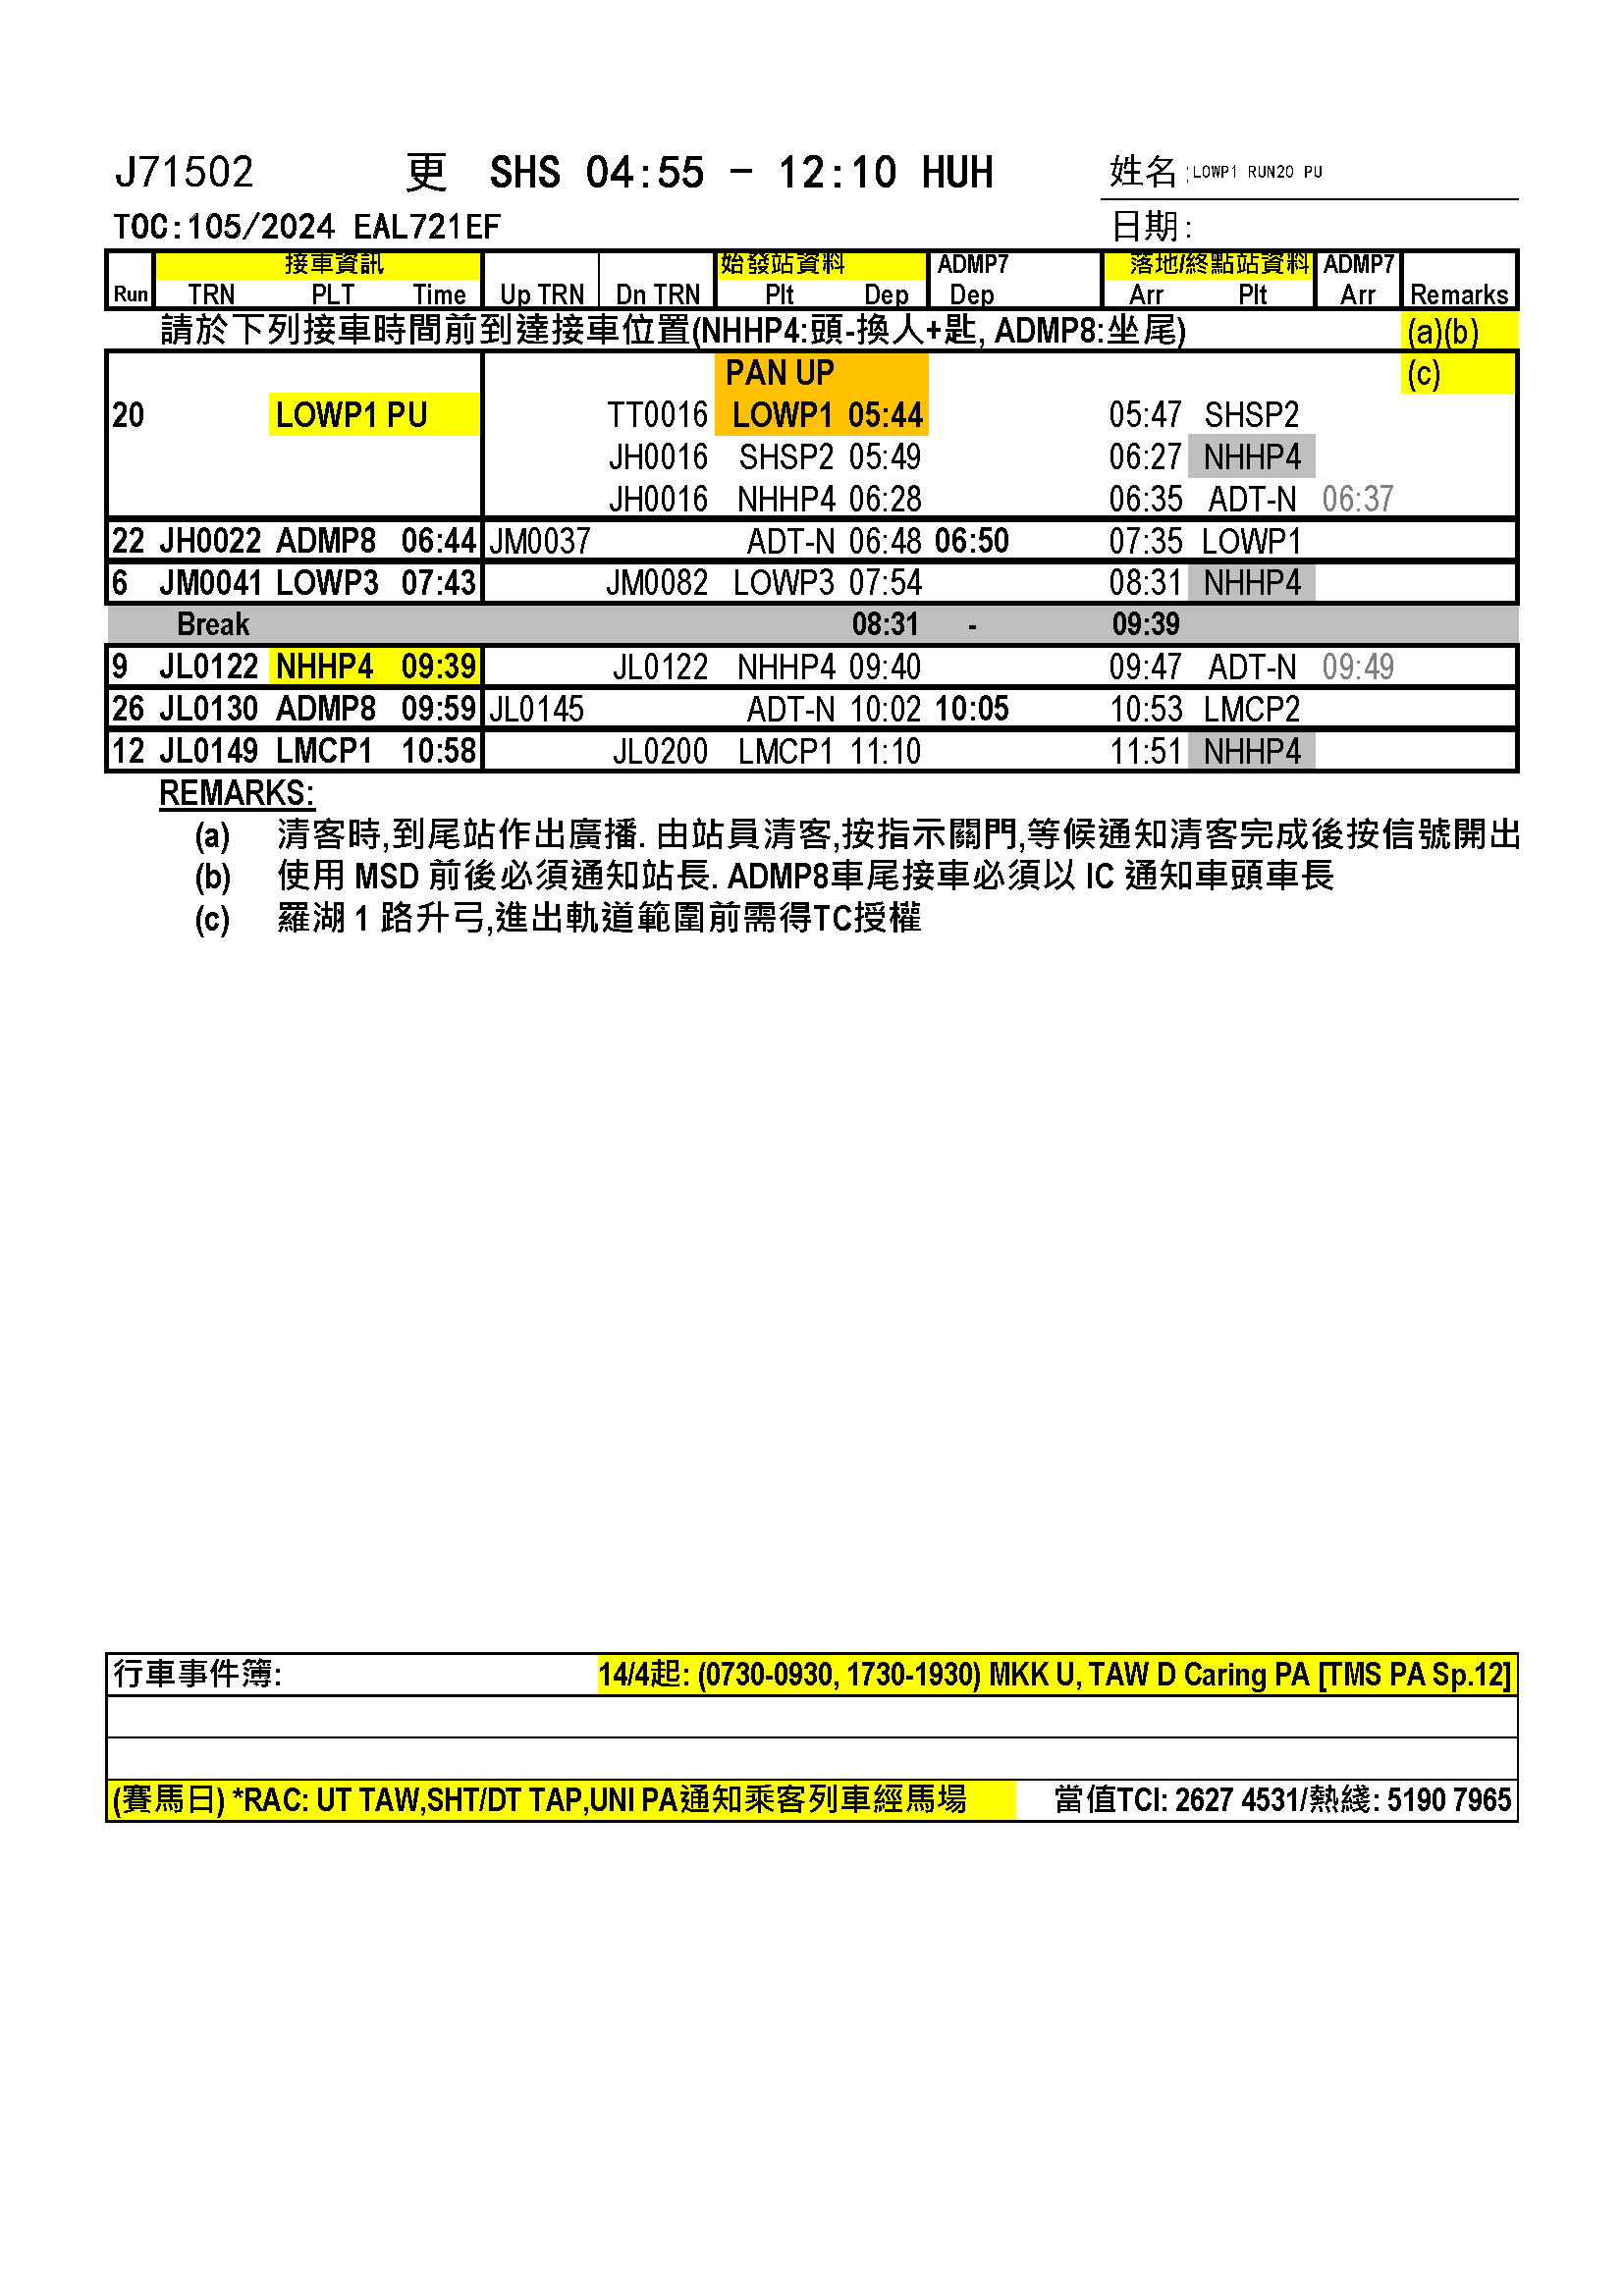 J71502 更 SHS 04:55 - 12:10 HUH 姓名:LOWP1 RUN20 PU
TOC:105/2024 EAL721EF 日期:
接車資訊 始發站資料 ADMP7 落地/終點站資料 ADMP7
Run TRN PLT Time Up TRN Dn TRN Plt Dep Dep Arr Plt Arr Remarks
請於下列接車時間前到達接車位置(NHHP4:頭-換人+匙, ADMP8:坐尾) (a)(b)
PAN UP (c)
20 LOWP1 PU TT0016 LOWP1 05:44 05:47 SHSP2
JH0016 SHSP2 05:49 06:27 NHHP4
JH0016 NHHP4 06:28 06:35 ADT-N 06:37
22 JH0022 ADMP8 06:44 JM0037 ADT-N 06:48 06:50 07:35 LOWP1
6 JM0041 LOWP3 07:43 JM0082 LOWP3 07:54 08:31 NHHP4
Break 08:31 - 09:39
9 JL0122 NHHP4 09:39 JL0122 NHHP4 09:40 09:47 ADT-N 09:49
26 JL0130 ADMP8 09:59 JL0145 ADT-N 10:02 10:05 10:53 LMCP2
12 JL0149 LMCP1 10:58 JL0200 LMCP1 11:10 11:51 NHHP4
REMARKS:
(a) 清客時,到尾站作出廣播. 由站員清客,按指示關門,等候通知清客完成後按信號開出
(b) 使用 MSD 前後必須通知站長. ADMP8車尾接車必須以 IC 通知車頭車長
(c) 羅湖 1 路升弓,進出軌道範圍前需得TC授權
行車事件簿: 14/4起: (0730-0930, 1730-1930) MKK U, TAW D Caring PA [TMS PA Sp.12]
(賽馬日) *RAC: UT TAW,SHT/DT TAP,UNI PA通知乘客列車經馬場 當值TCI: 2627 4531/熱綫: 5190 7965